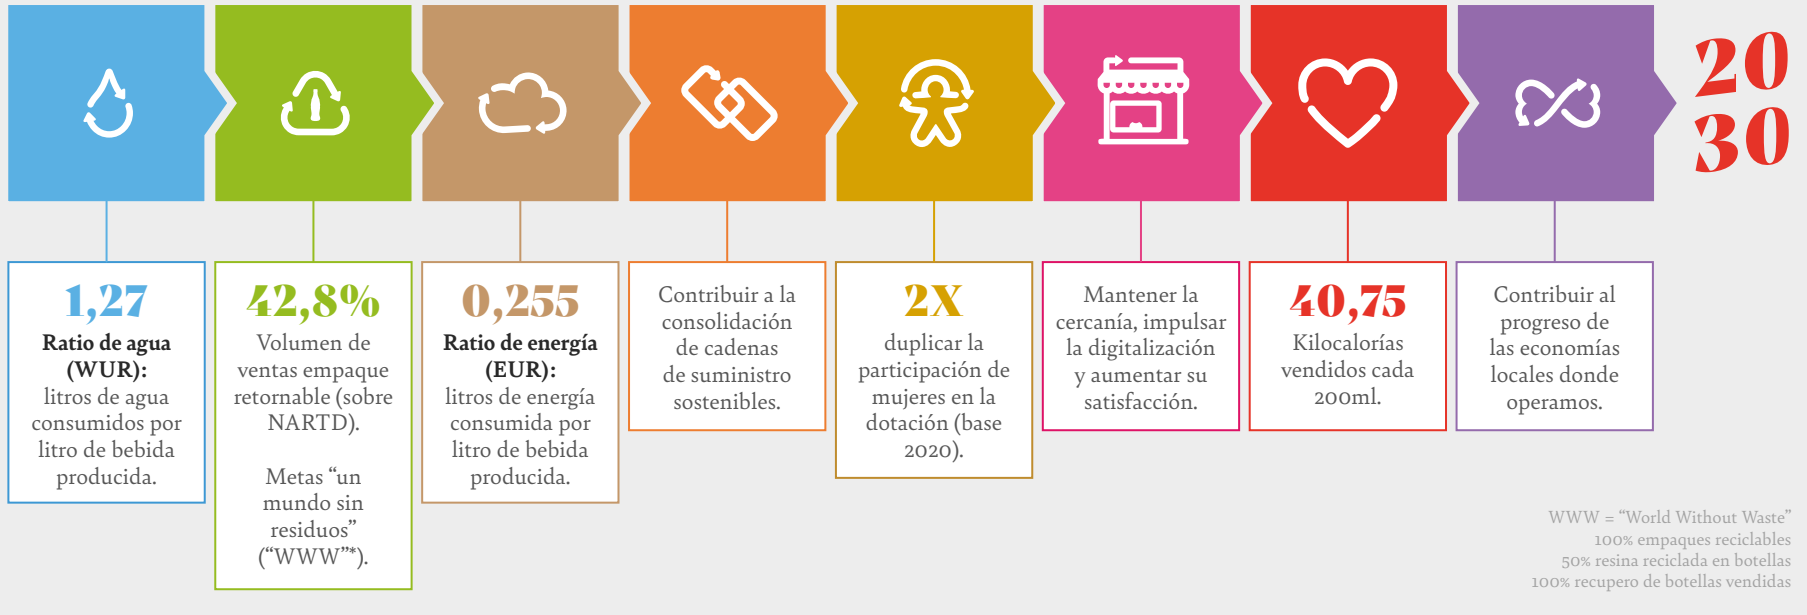 20
30
1,27
Ratio de agua
(WUR):
litros de agua
consumidos por
litro de bebida
producida.
42,8%
Volumen de
ventas empaque
retornable (sobre
NARTD).
Metas “un
mundo sin
residuos”
(“WWW”*).
0,255
Ratio de energía
(EUR):
litros de energía
consumida por
litro de bebida
producida.
Contribuir a la
consolidación
de cadenas
de suministro
sostenibles.
2X
duplicar la
participación de
mujeres en la
dotación (base
2020).
Mantener la
cercanía, impulsar
la digitalización
y aumentar su
satisfacción.
40,75
Kilocalorías
vendidos cada
200ml.
Contribuir al
progreso de
las economías
locales donde
operamos.
WWW = “World Without Waste”
100% empaques reciclables
50% resina reciclada en botellas
100% recupero de botellas vendidas